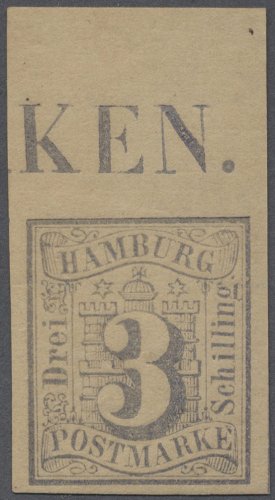 KEN.
HAMBURG
Drei
3
Schilling
POSTMARKE